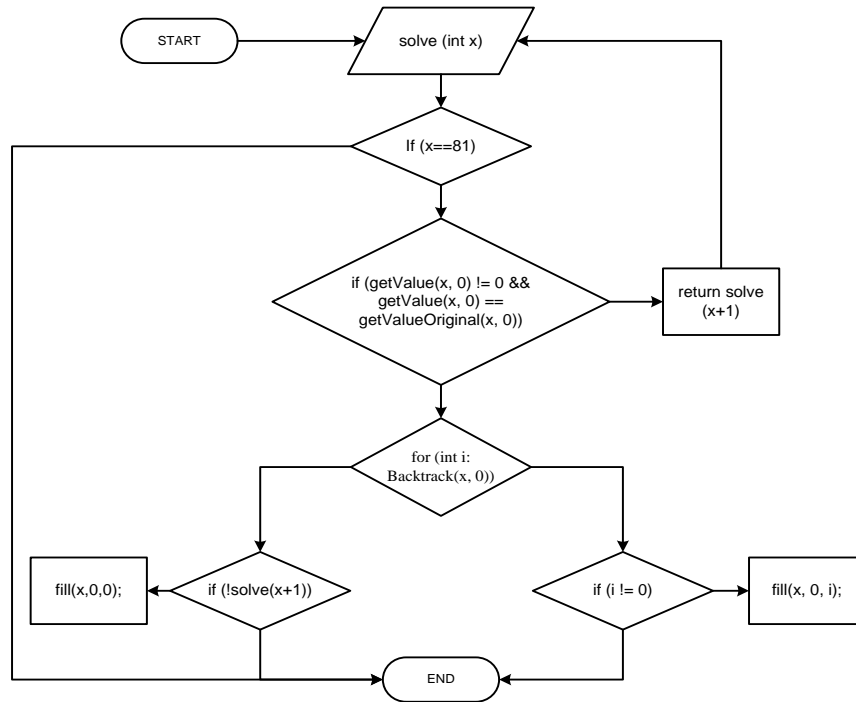 START
solve (int x)
If (x==81)
if (getValue(x, 0) != 0 &&
getValue(x, 0) ==
getValueOriginal(x, 0))
return solve
(x+1)
for (int i:
Backtrack(x, 0))
fill(x,0,0);
if (!solve(x+1))
if (i != 0)
fill(x, 0, i);
END